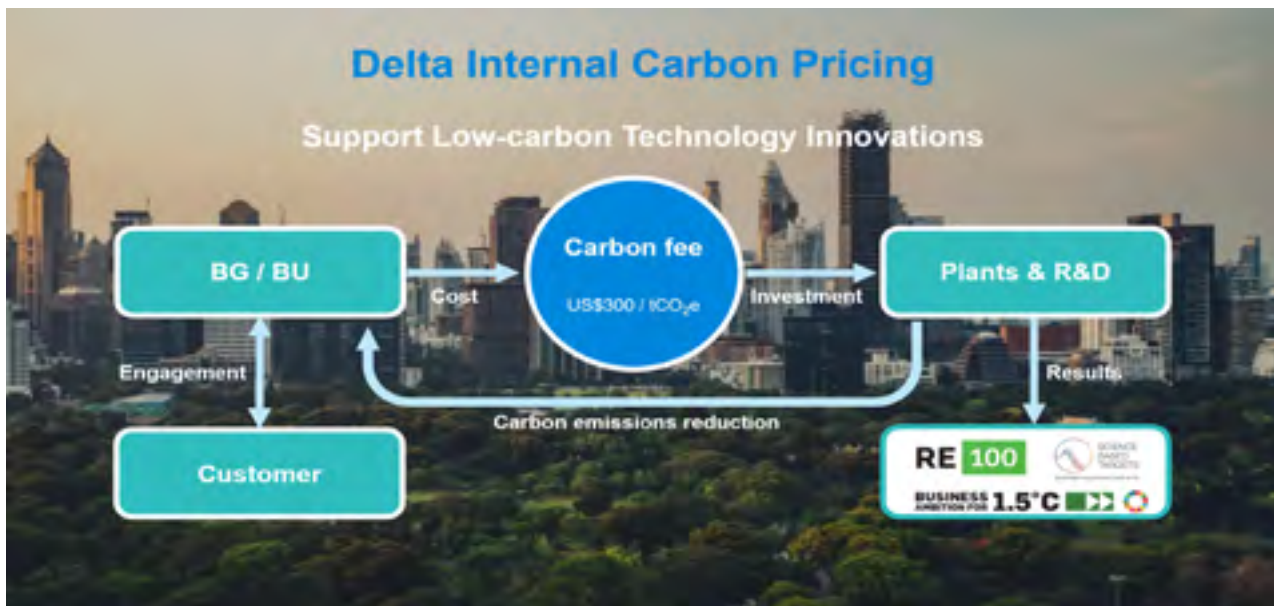 Delta Internal Carbon Pricing
Support Low-carbon Technology Innovations
BG / BU
Cost
Carbon fee
US$300 / tCO₂e
Investment
Plants & R&D
Engagement
Results
Carbon emissions reduction
Customer
RE 100
SCIENCE
BASED
TARGETS
BUSINESS
AMBITION FOR 1.5°C